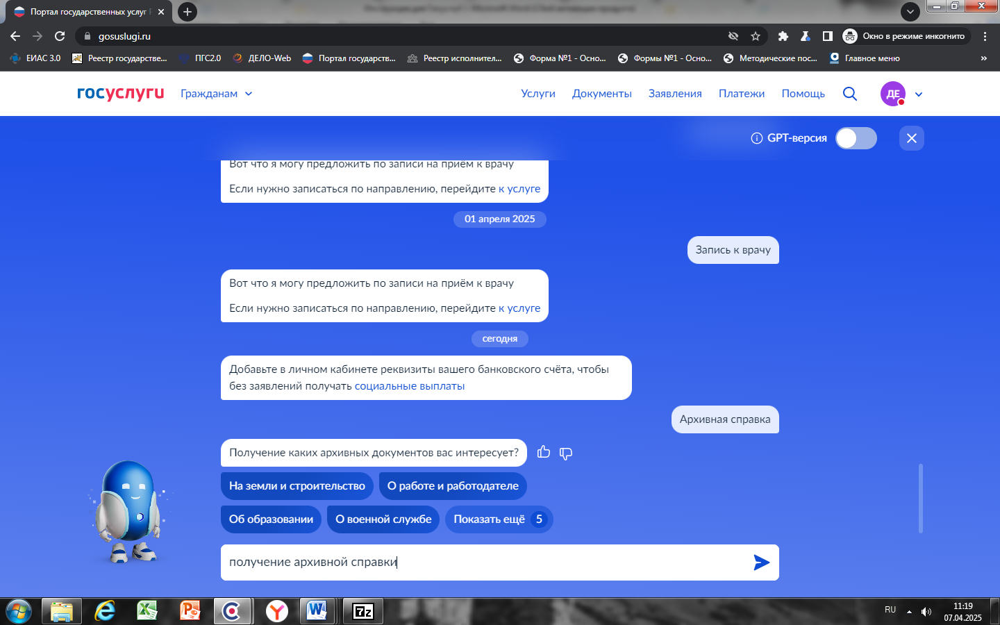 Портал государственных услуг Р
gosuslugi.ru
Окно в режиме инкогнито
ЕИАС 3.0
Реестр государстве...
ПГС2.0
ДЕЛО-Web
Портал государств...
Реестр исполнител...
Форма №1 - Осно...
Формы №1 - Осно...
Методические пос...
Главное меню
»
госуслуги
Гражданам
Услуги
Документы
Заявления
Платежи
Помощь
ДЕ
GPT-версия
Вот что я могу предложить по записи на приём к врачу
Если нужно записаться по направлению, перейдите к услуге
01 апреля 2025
Запись к врачу
Вот что я могу предложить по записи на приём к врачу
Если нужно записаться по направлению, перейдите к услуге
сегодня
Добавьте в личном кабинете реквизиты вашего банковского счёта, чтобы
без заявлений получать социальные выплаты
Архивная справка
Получение каких архивных документов вас интересует?
На земли и строительство
О работе и работодателе
Об образовании
О военной службе
Показать ещё 5
получение архивной справки
7z
RU
11:19
07.04.2025